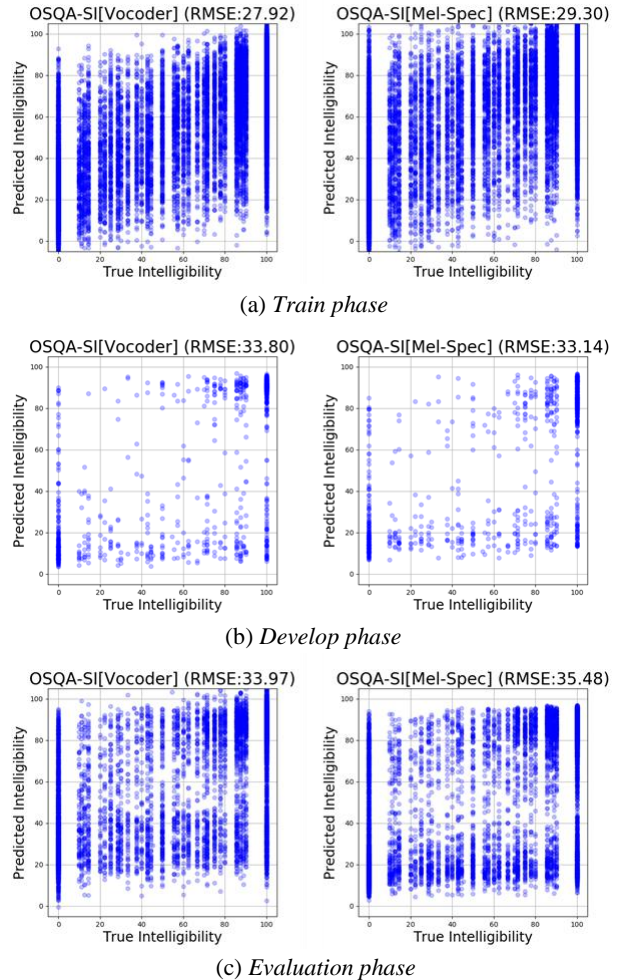 OSQA-SI[Vocoder] (RMSE:27.92)
OSQA-SI[Mel-Spec] (RMSE:29.30)
Predicted Intelligibility
100
80
60
40
20
0
0 20 40 60 80 100
True Intelligibility
Predicted Intelligibility
100
80
60
40
20
0
0 20 40 60 80 100
True Intelligibility
(a) Train phase
OSQA-SI[Vocoder] (RMSE:33.80)
OSQA-SI[Mel-Spec] (RMSE:33.14)
Predicted Intelligibility
100
80
60
40
20
0
0 20 40 60 80 100
True Intelligibility
Predicted Intelligibility
100
80
60
40
20
0
0 20 40 60 80 100
True Intelligibility
(b) Develop phase
OSQA-SI[Vocoder] (RMSE:33.97)
OSQA-SI[Mel-Spec] (RMSE:35.48)
Predicted Intelligibility
100
80
60
40
20
0
0 20 40 60 80 100
True Intelligibility
Predicted Intelligibility
100
80
60
40
20
0
0 20 40 60 80 100
True Intelligibility
(c) Evaluation phase